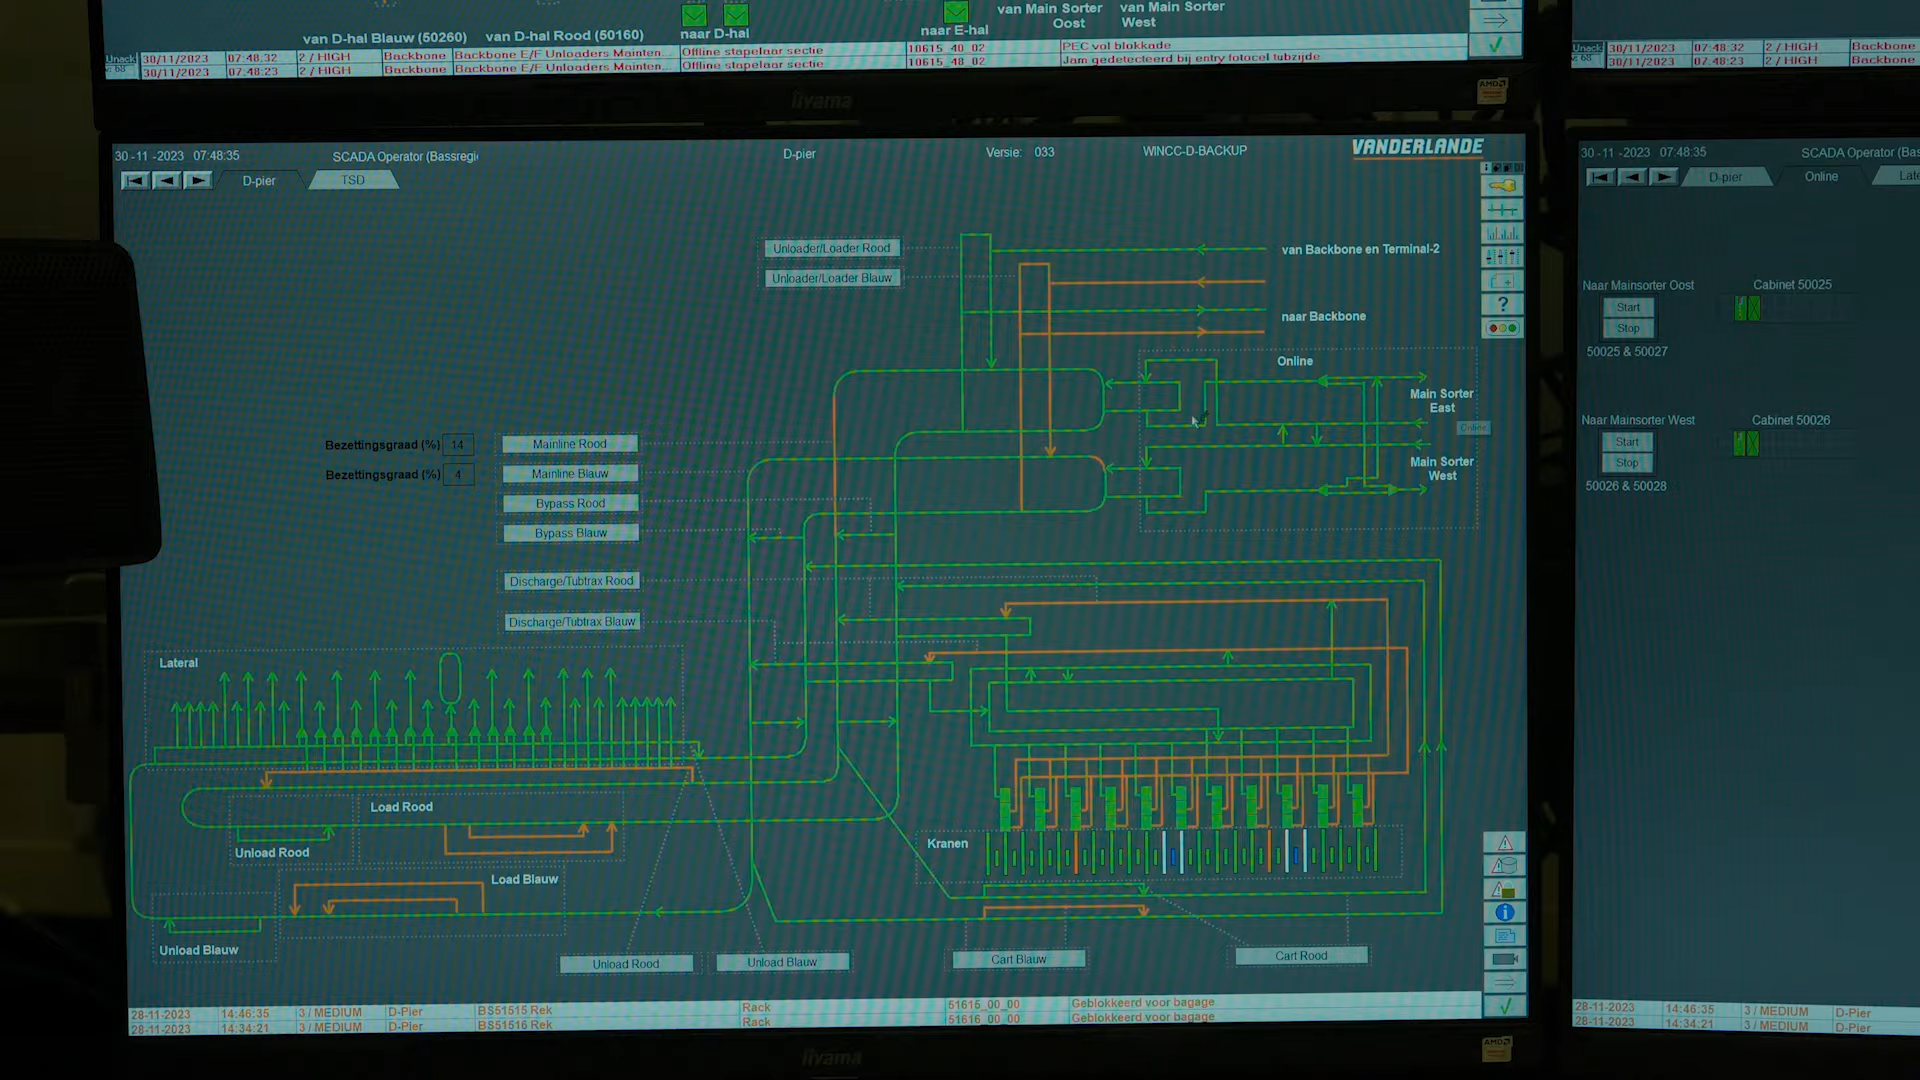 van Main Sorter Oost
van Main Sorter West
van D-hal Blauw (50260)
van D-hal Rood (50160)
naar D-hal
naar E-hal
Unack
30/11/2023 07:48:32 2 / HIGH Backbone Backbone E/F Unloaders Mainten... Offline stapelaar sectie 10615_40_02 PEC vol blokkade
30/11/2023 07:48:23 2 / HIGH Backbone Backbone E/F Unloaders Mainten... Offline stapelaar sectie 10615_48_02 Jam gedetecteerd bij entry fotocel tubzijde
Unack
30/11/2023 07:48:32 2 / HIGH Backbone
30/11/2023 07:48:23 2 / HIGH Backbone
iiyama
AMD
30 -11 -2023 07:48:35 SCADA Operator (Bassregi D-pier Versie: 033 WINCC-D-BACKUP VANDERLANDE
D-pier
TSD
Unloader/Loader Rood
van Backbone en Terminal-2
Unloader/Loader Blauw
naar Backbone
Online
Main Sorter East
Online
Main Sorter West
Bezettingsgraad (%) 14 Mainline Rood
Bezettingsgraad (%) 4 Mainline Blauw
Bypass Rood
Bypass Blauw
Discharge/Tubtrax Rood
Discharge/Tubtrax Blauw
Lateral
Load Rood
Unload Rood
Load Blauw
Unload Blauw
Kranen
Unload Rood
Unload Blauw
Cart Blauw
Cart Rood
28-11-2023 14:46:35 3 / MEDIUM D-Pier BS51515 Rek Rack 51615_00_00 Geblokkeerd voor bagage
28-11-2023 14:34:21 3 / MEDIUM D-Pier BS51516 Rek Rack 51616_00_00 Geblokkeerd voor bagage
iiyama
AMD
30 -11 -2023 07:48:35 SCADA Operator (Bas
D-pier
Online
Late
Naar Mainsorter Oost
Cabinet 50025
Start
Stop
50025 & 50027
Naar Mainsorter West
Cabinet 50026
Start
Stop
50026 & 50028
28-11-2023 14:46:35 3 / MEDIUM D-Pier
28-11-2023 14:34:21 3 / MEDIUM D-Pier